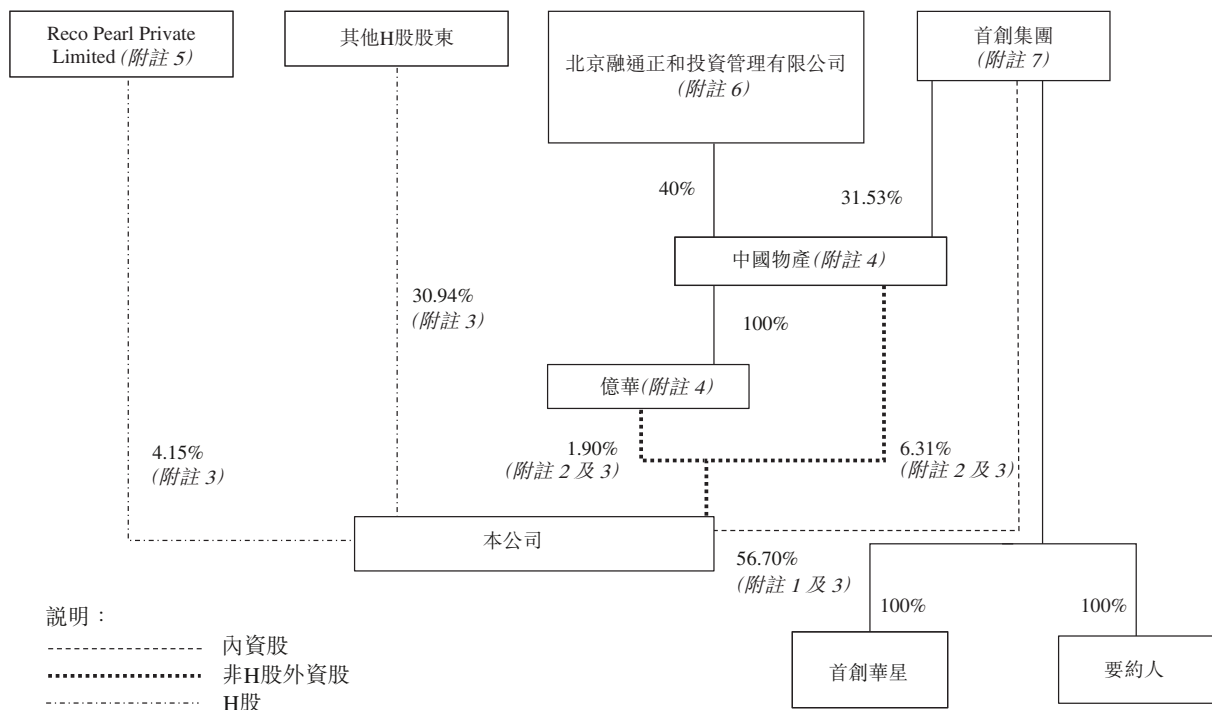 Reco Pearl Private
Limited (附註 5)
其他H股股東
北京融通正和投資管理有限公司
(附註 6)
首創集團
(附註 7)
40%
31.53%
中國物產(附註 4)
30.94%
(附註 3)
100%
億華(附註 4)
4.15%
(附註 3)
1.90%
(附註 2 及 3)
6.31%
(附註 2 及 3)
本公司
56.70%
(附註 1 及 3)
100%
100%
首創華星
要約人
説明：
內資股
非H股外資股
H股